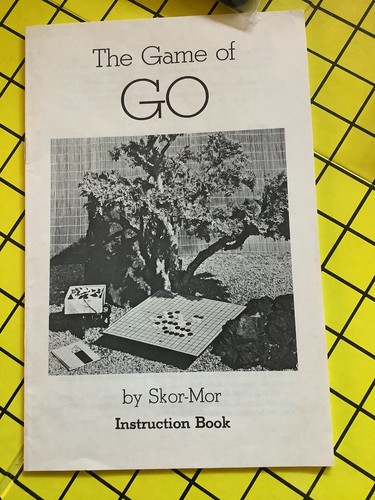 The Game of
GO
by Skor-Mor
Instruction Book